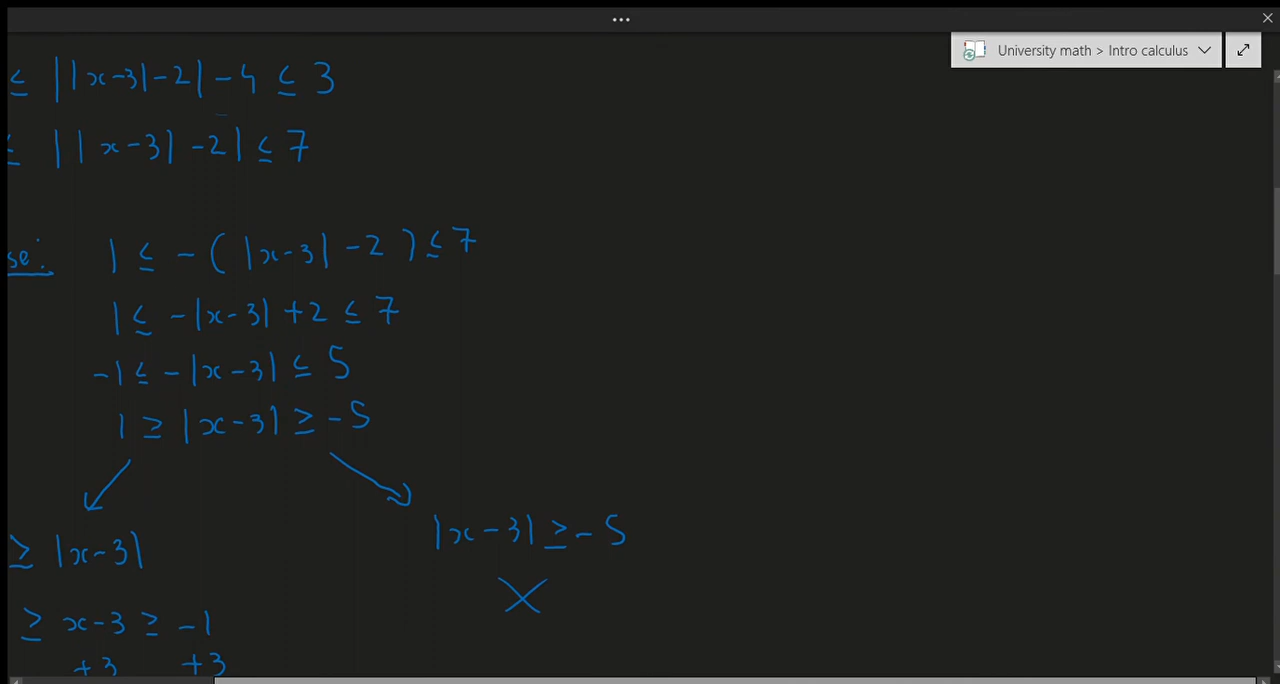 University math > Intro calculus
≤ ||x-3|-2| -4 ≤ 3
≤ ||x-3| -2| ≤ 7
se: 1 ≤ -(|x-3| -2) ≤ 7
1 ≤ -|x-3| +2 ≤ 7
-1 ≤ -|x-3| ≤ 5
1 ≥ |x-3| ≥ -5
|x-3| ≥ -5
≥ |x-3|
≥ x-3 ≥ -1
+3 +3